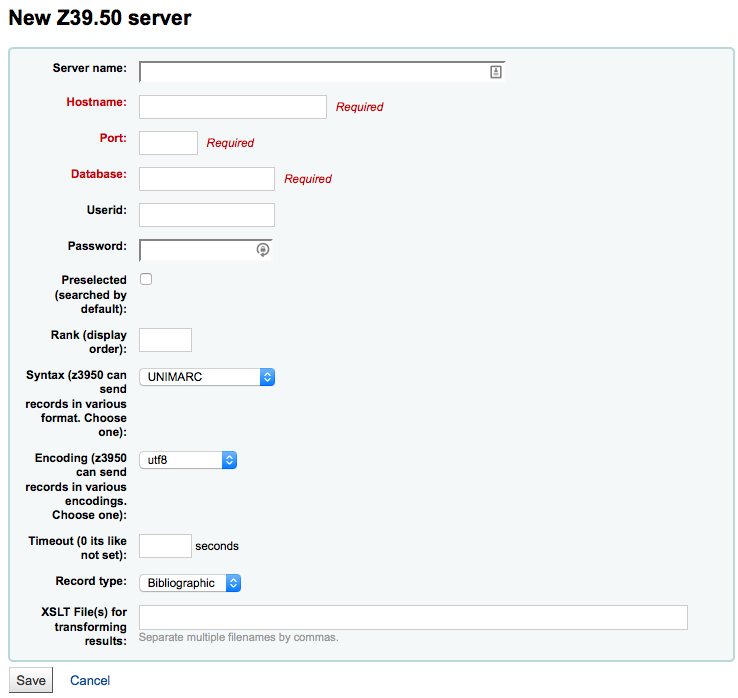 New Z39.50 server
Server name:
Hostname: Required
Port: Required
Database: Required
Userid:
Password:
Preselected
(searched by
default):
Rank (display
order):
Syntax (z3950 can UNIMARC
send
records in various
format. Choose
one):
Encoding (z3950 utf8
can send
records in various
encodings.
Choose one):
Timeout (0 its like seconds
not set):
Record type: Bibliographic
XSLT File(s) for
transforming
results:
Separate multiple filenames by commas.
Save Cancel